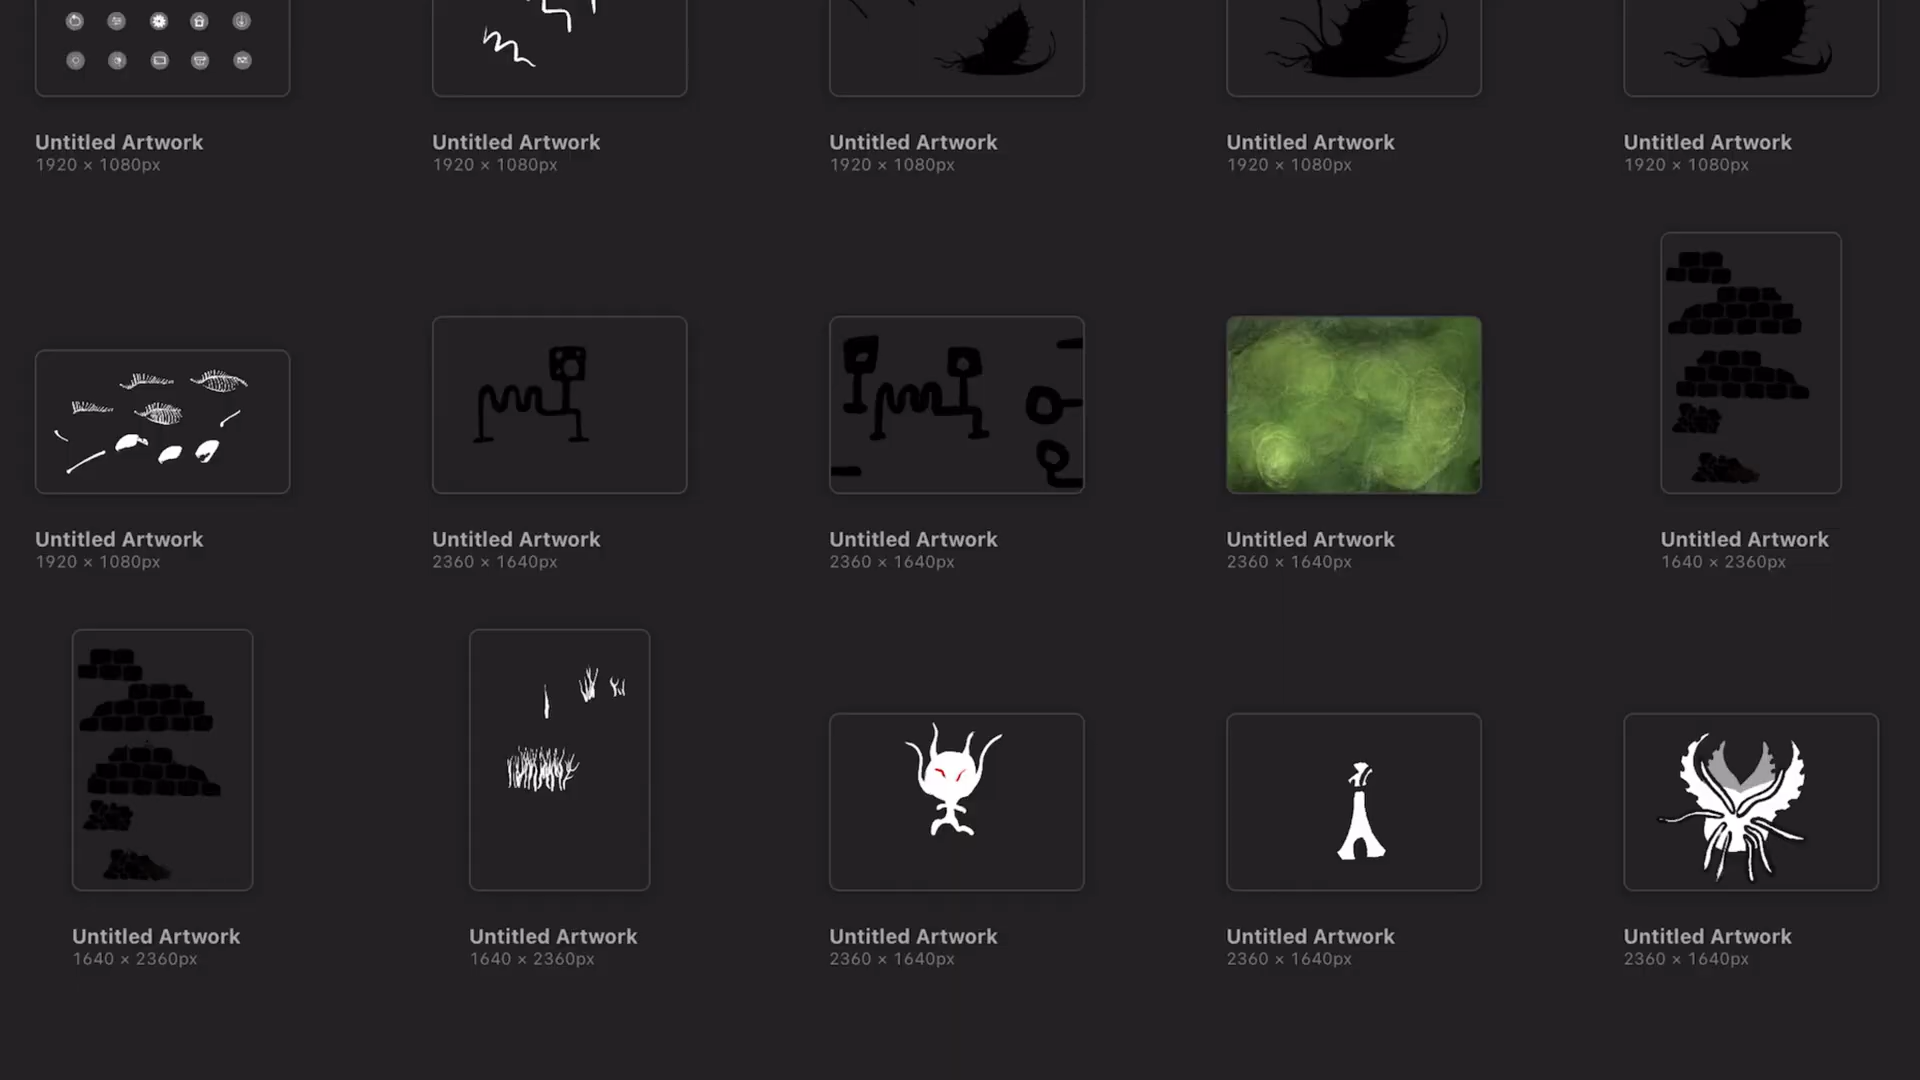 Untitled Artwork
1920 × 1080px
Untitled Artwork
1920 × 1080px
Untitled Artwork
1920 × 1080px
Untitled Artwork
1920 × 1080px
Untitled Artwork
1920 × 1080px
Untitled Artwork
1920 × 1080px
Untitled Artwork
2360 × 1640px
Untitled Artwork
2360 × 1640px
Untitled Artwork
2360 × 1640px
Untitled Artwork
1640 × 2360px
Untitled Artwork
1640 × 2360px
Untitled Artwork
1640 × 2360px
Untitled Artwork
2360 × 1640px
Untitled Artwork
2360 × 1640px
Untitled Artwork
2360 × 1640px